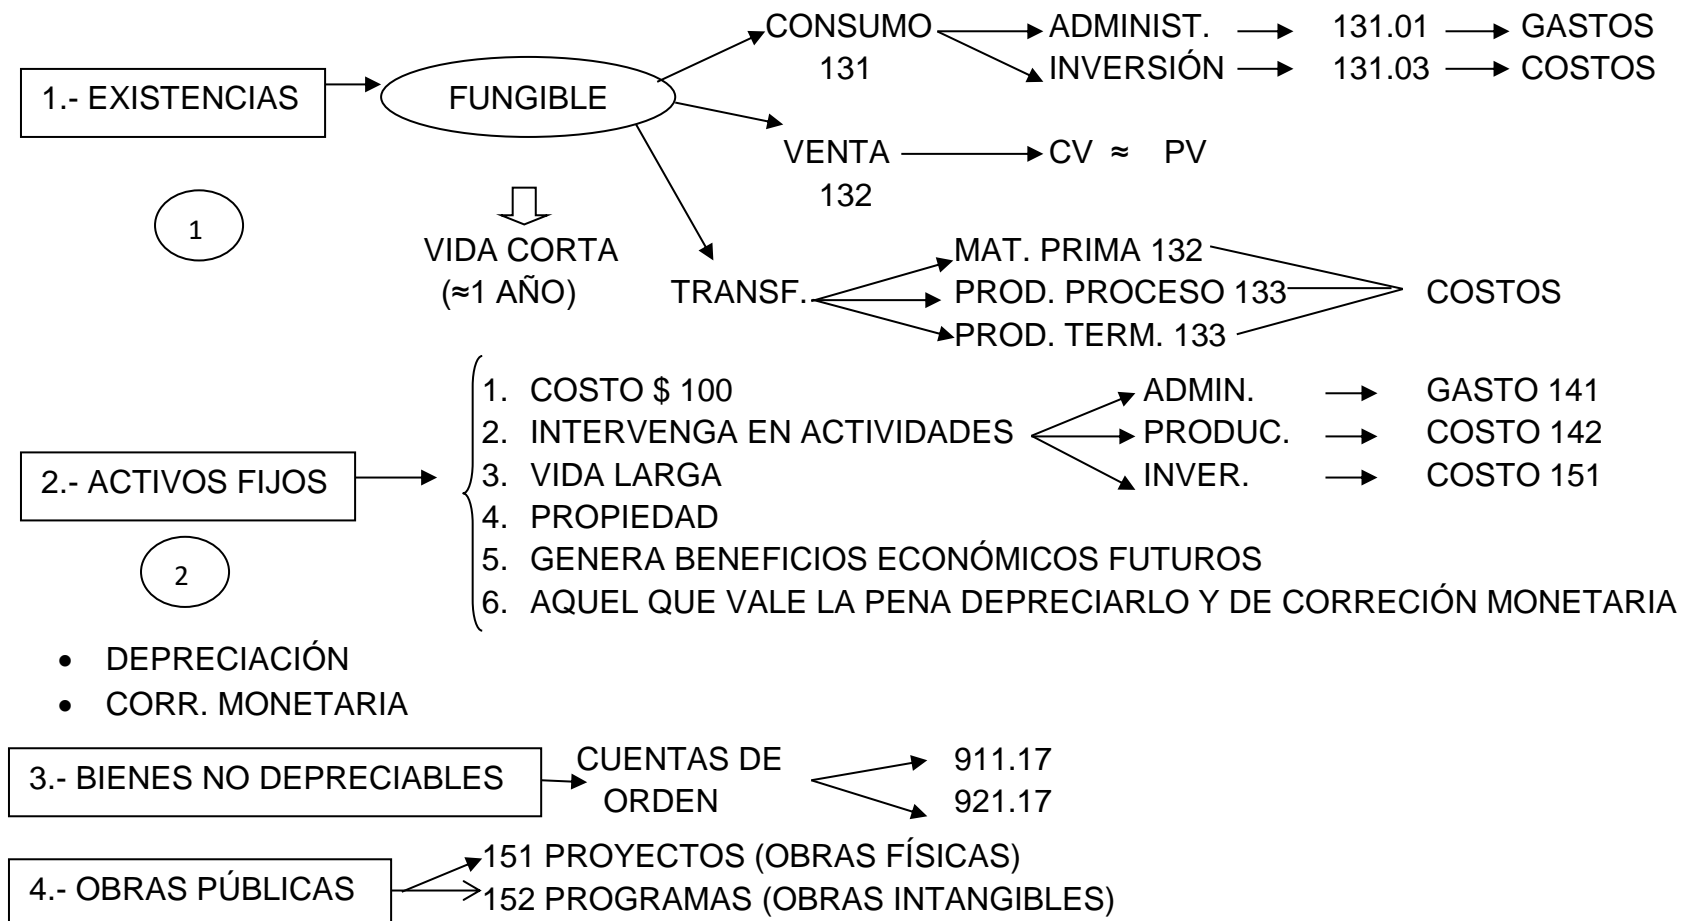 CONSUMO ADMINIST. 131.01 GASTOS
131 INVERSIÓN 131.03 COSTOS
1.- EXISTENCIAS FUNGIBLE
VENTA CV ≈ PV
132
1
VIDA CORTA
(≈1 AÑO)
MAT. PRIMA 132
TRANSF. PROD. PROCESO 133 COSTOS
PROD. TERM. 133
1. COSTO $ 100 ADMIN. GASTO 141
2. INTERVENGA EN ACTIVIDADES PRODUC. COSTO 142
2.- ACTIVOS FIJOS 3. VIDA LARGA INVER. COSTO 151
4. PROPIEDAD
5. GENERA BENEFICIOS ECONÓMICOS FUTUROS
2
6. AQUEL QUE VALE LA PENA DEPRECIARLO Y DE CORRECIÓN MONETARIA
• DEPRECIACIÓN
• CORR. MONETARIA
3.- BIENES NO DEPRECIABLES CUENTAS DE 911.17
ORDEN 921.17
151 PROYECTOS (OBRAS FÍSICAS)
4.- OBRAS PÚBLICAS
152 PROGRAMAS (OBRAS INTANGIBLES)